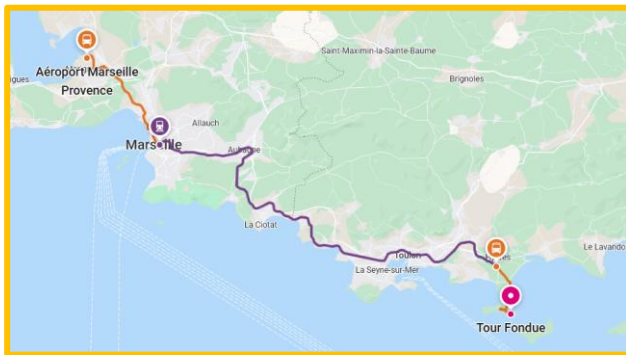 Saint-Maximin-la-Sainte-Baume
Aéroport Marseille
Provence
Brignoles
Allauch
Aubagne
La Ciotat
Toulon
Le Lavandou
La Seyne-sur-Mer
Tour Fondue